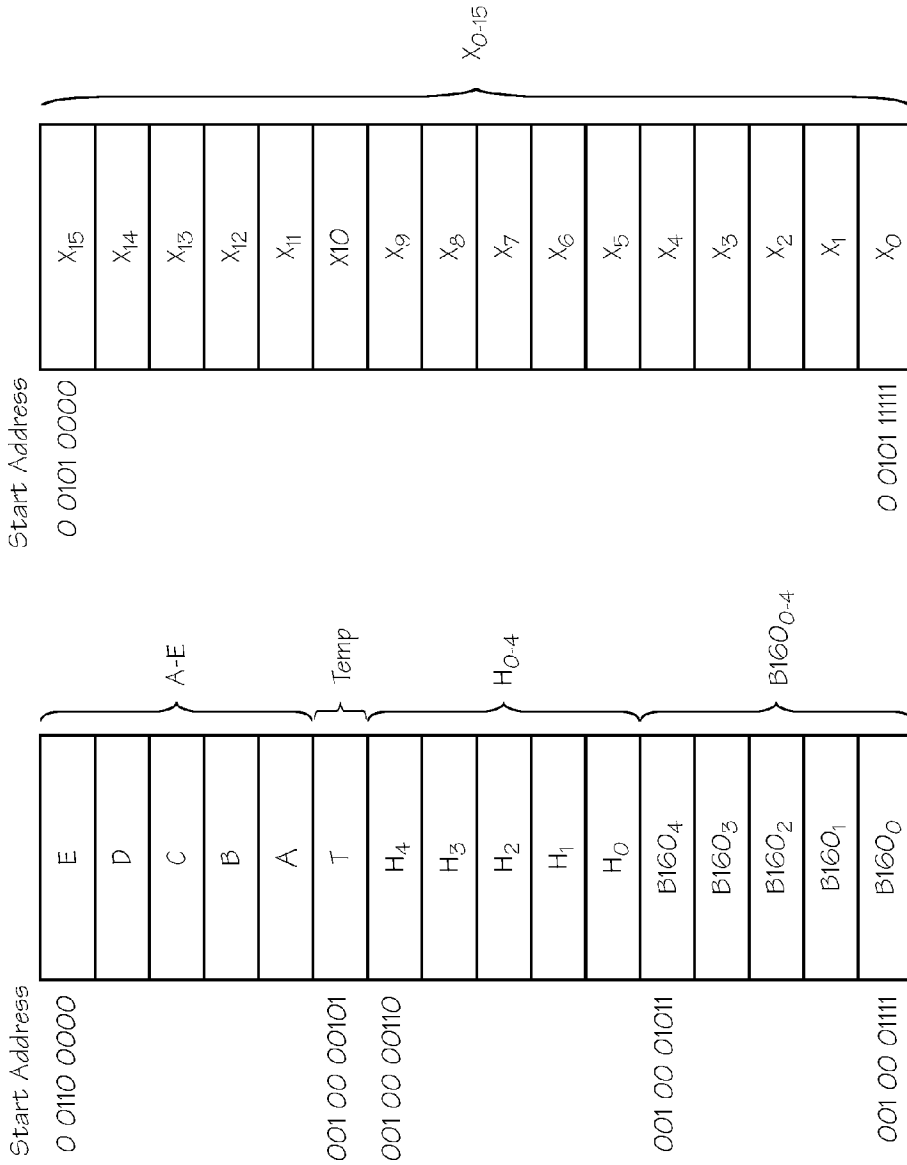 Start Address
0 0110 0000
E
D
C
B
A
T
H4
H3
H2
H1
H0
B1604
B1603
B1602
B1601
B1600
001 00 00101
001 00 00110
001 00 01011
001 00 01111
A-E
Temp
H0-4
B1600-4
Start Address
0 0101 0000
X15
X14
X13
X12
X11
X10
X9
X8
X7
X6
X5
X4
X3
X2
X1
X0
0 0101 11111
X0-15